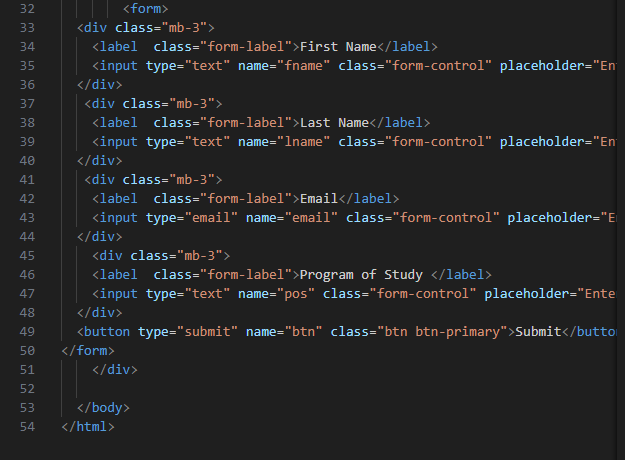 32 <form>
33 <div class="mb-3">
34 <label  class="form-label">First Name</label>
35 <input type="text" name="fname" class="form-control" placeholder="Ent
36 </div>
37 <div class="mb-3">
38 <label  class="form-label">Last Name</label>
39 <input type="text" name="lname" class="form-control" placeholder="Ent
40 </div>
41 <div class="mb-3">
42 <label  class="form-label">Email</label>
43 <input type="email" name="email" class="form-control" placeholder="E
44 </div>
45 <div class="mb-3">
46 <label  class="form-label">Program of Study </label>
47 <input type="text" name="pos" class="form-control" placeholder="Enter
48 </div>
49 <button type="submit" name="btn" class="btn btn-primary">Submit</butto
50 </form>
51 </div>
52
53 </body>
54 </html>